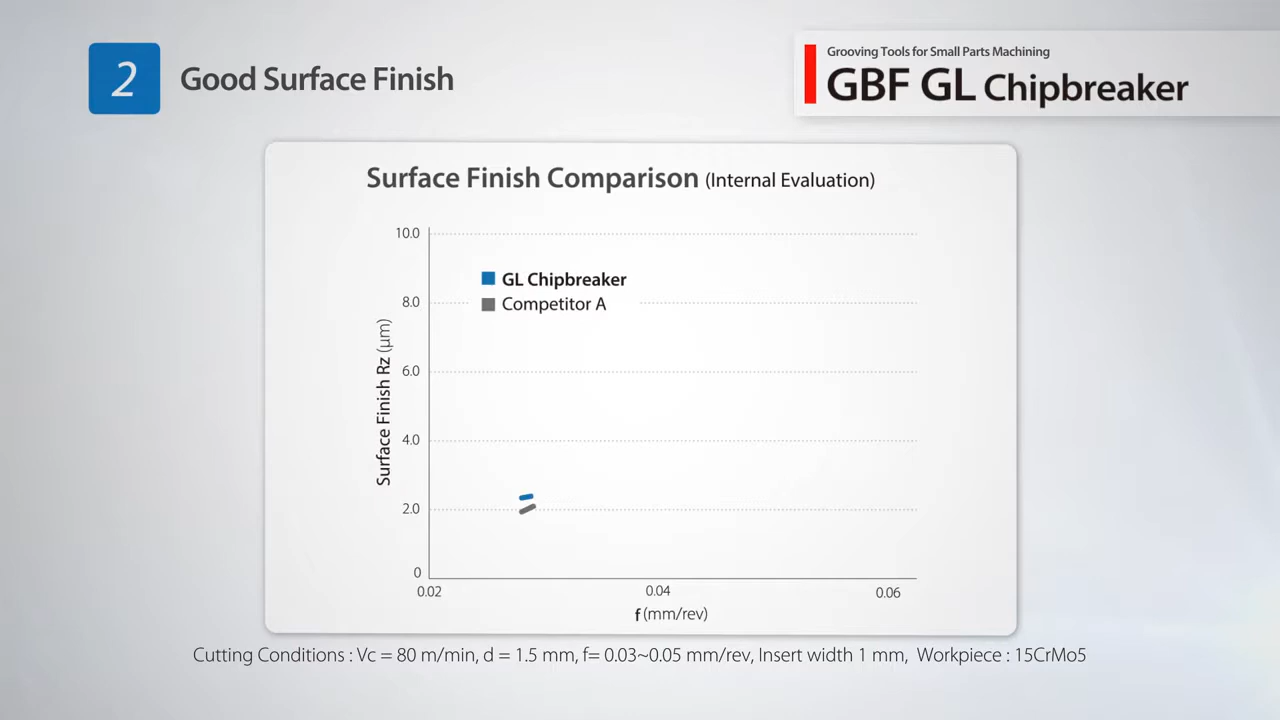 2
Good Surface Finish
Grooving Tools for Small Parts Machining
GBF GL Chipbreaker
Surface Finish Comparison (Internal Evaluation)
10.0
GL Chipbreaker
8.0
Competitor A
6.0
Surface Finish Rz (µm)
4.0
2.0
0
0.02
0.04
0.06
f (mm/rev)
Cutting Conditions : Vc = 80 m/min, d = 1.5 mm, f= 0.03~0.05 mm/rev, Insert width 1 mm, Workpiece : 15CrMo5